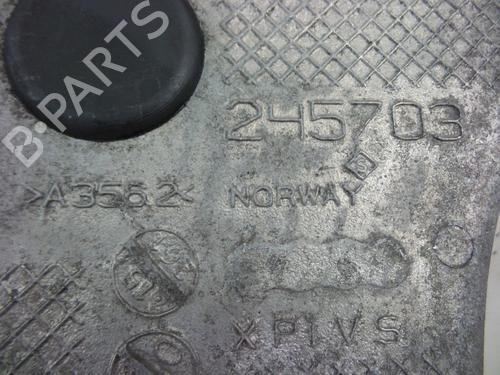 B-PARTS
245703
>A356.2<
NORWAY
XPIVS